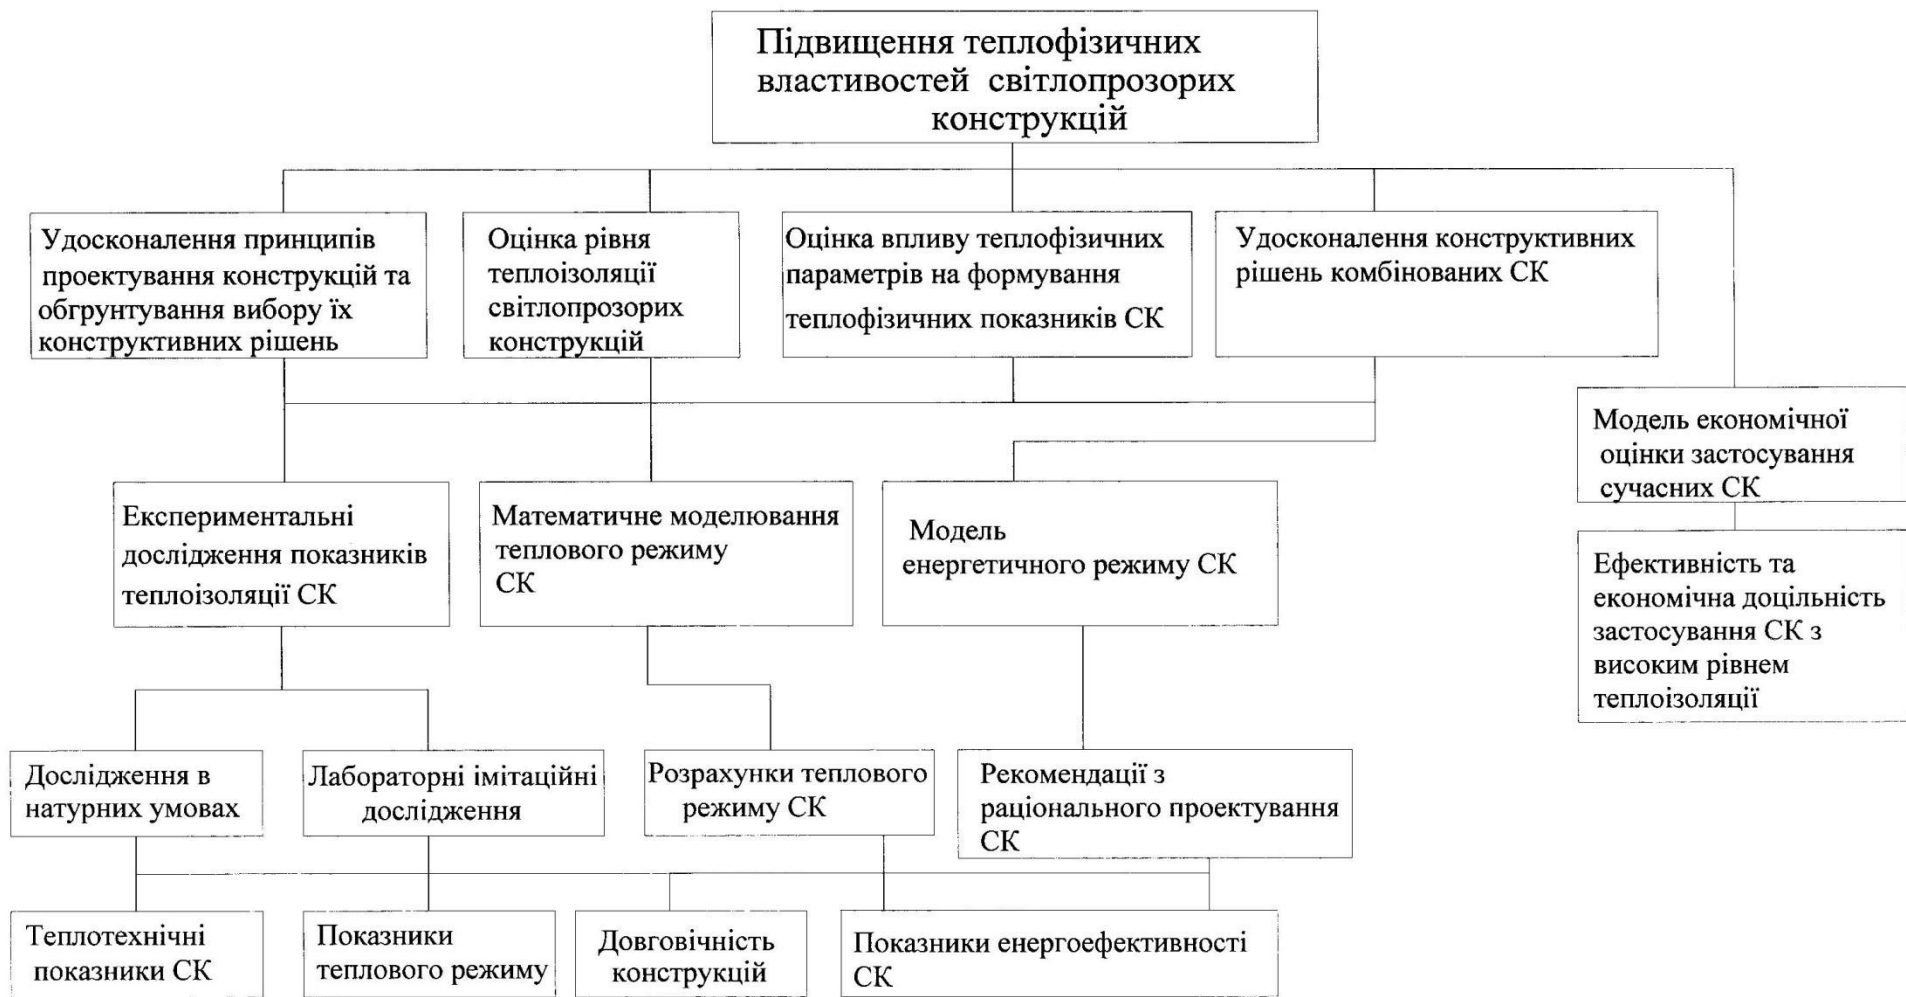 Підвищення теплофізичних
властивостей світлопрозорих
конструкцій
Удосконалення принципів
проектування конструкцій та
обгрунтування вибору їх
конструктивних рішень
Оцінка рівня
теплоізоляції
світлопрозорих
конструкцій
Оцінка впливу теплофізичних
параметрів на формування
теплофізичних показників СК
Удосконалення конструктивних
рішень комбінованих СК
Модель економічної
оцінки застосування
сучасних СК
Експериментальні
дослідження показників
теплоізоляції СК
Математичне моделювання
теплового режиму
СК
Модель
енергетичного режиму СК
Ефективність та
економічна доцільність
застосування СК з
високим рівнем
теплоізоляції
Дослідження в
натурних умовах
Лабораторні імітаційні
дослідження
Розрахунки теплового
режиму СК
Рекомендації з
раціонального проектування
СК
Теплотехнічні
показники СК
Показники
теплового режиму
Довговічність
конструкцій
Показники енергоефективності
СК